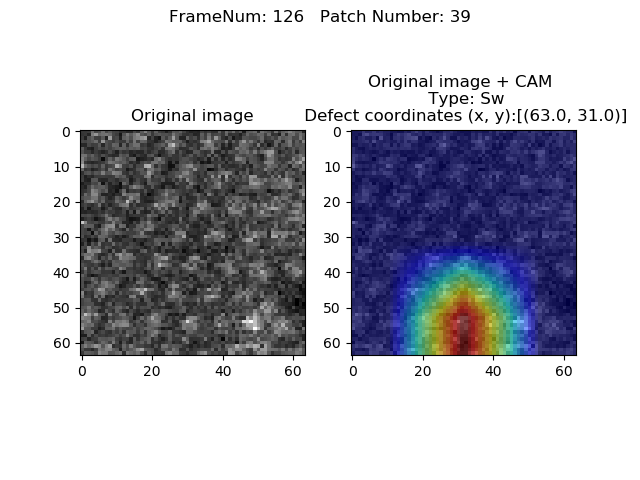 FrameNum: 126   Patch Number: 39
Original image
Original image + CAM
Type: Sw
Defect coordinates (x, y):[(63.0, 31.0)]
0
10
20
30
40
50
60
0 20 40 60
0
10
20
30
40
50
60
0 20 40 60